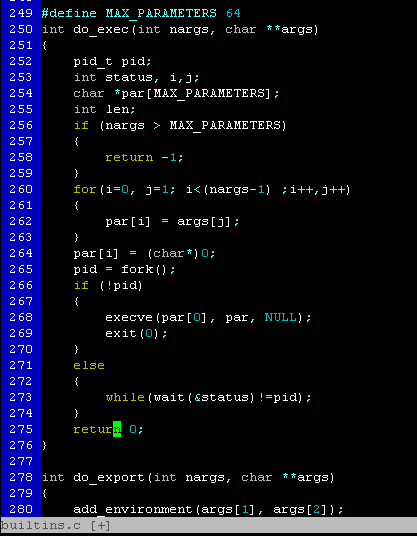 249 #define MAX_PARAMETERS 64
250 int do_exec(int nargs, char **args)
251 {
252     pid_t pid;
253     int status, i,j;
254     char *par[MAX_PARAMETERS];
255     int len;
256     if (nargs > MAX_PARAMETERS)
257     {
258         return -1;
259     }
260     for(i=0, j=1; i<(nargs-1) ;i++,j++)
261     {
262         par[i] = args[j];
263     }
264     par[i] = (char*)0;
265     pid = fork();
266     if (!pid)
267     {
268         execve(par[0], par, NULL);
269         exit(0);
270     }
271     else
272     {
273         while(wait(&status)!=pid);
274     }
275     return 0;
276 }
277
278 int do_export(int nargs, char **args)
279 {
280     add_environment(args[1], args[2]);
builtins.c [+]